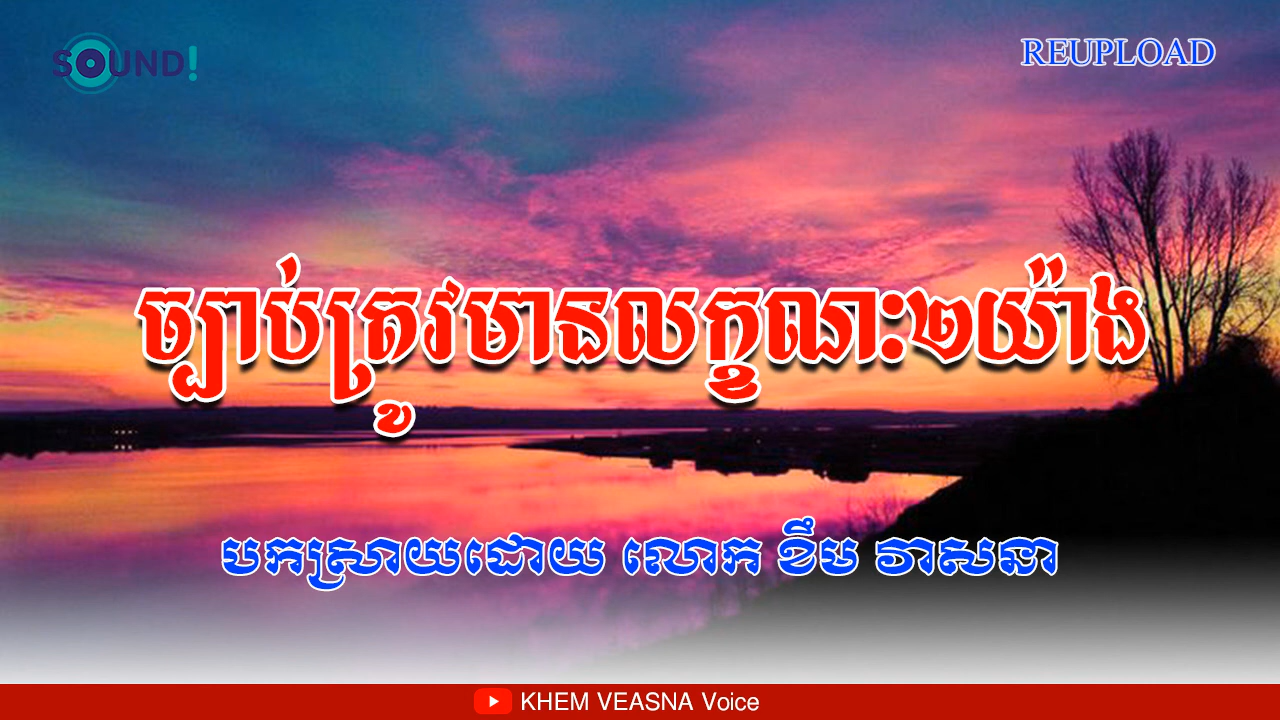 SOUND!
REUPLOAD
ច្បាប់ត្រូវមានលក្ខណៈ២យ៉ាង
បកស្រាយដោយ លោក ខឹម វាសនា
KHEM VEASNA Voice